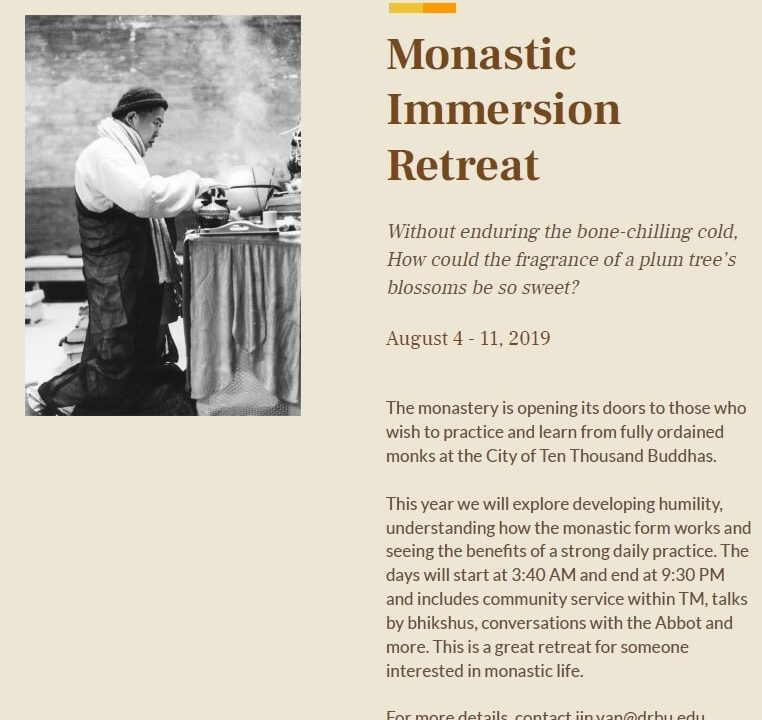 Monastic
Immersion
Retreat
Without enduring the bone-chilling cold,
How could the fragrance of a plum tree's
blossoms be so sweet?
August 4 - 11, 2019
The monastery is opening its doors to those who
wish to practice and learn from fully ordained
monks at the City of Ten Thousand Buddhas.
This year we will explore developing humility,
understanding how the monastic form works and
seeing the benefits of a strong daily practice. The
days will start at 3:40 AM and end at 9:30 PM
and includes community service within TM, talks
by bhikshus, conversations with the Abbot and
more. This is a great retreat for someone
interested in monastic life.
For more details, contact jin.van@drbu.edu